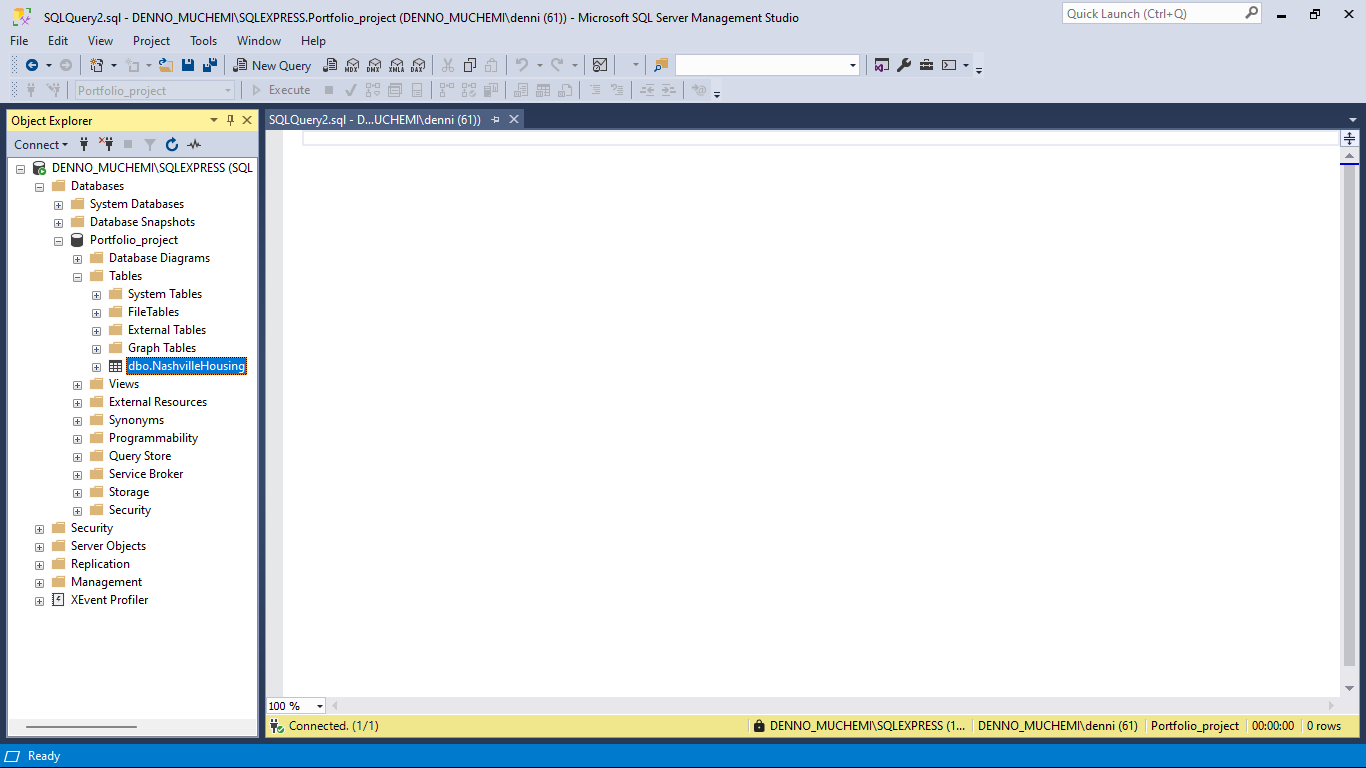 SQLQuery2.sql - DENNO_MUCHEMI\SQLEXPRESS.Portfolio_project (DENNO_MUCHEMI\denni (61)) - Microsoft SQL Server Management Studio
Quick Launch (Ctrl+Q)
File Edit View Project Tools Window Help
New Query MDX DMX XMLA DAX
Portfolio_project Execute
Object Explorer
SQLQuery2.sql - D...UCHEMI\denni (61))
Connect
DENNO_MUCHEMI\SQLEXPRESS (SQL
Databases
System Databases
Database Snapshots
Portfolio_project
Database Diagrams
Tables
System Tables
FileTables
External Tables
Graph Tables
dbo.NashvilleHousing
Views
External Resources
Synonyms
Programmability
Query Store
Service Broker
Storage
Security
Security
Server Objects
Replication
Management
XEvent Profiler
100 %
Connected. (1/1) DENNO_MUCHEMI\SQLEXPRESS (1... DENNO_MUCHEMI\denni (61) Portfolio_project 00:00:00 0 rows
Ready